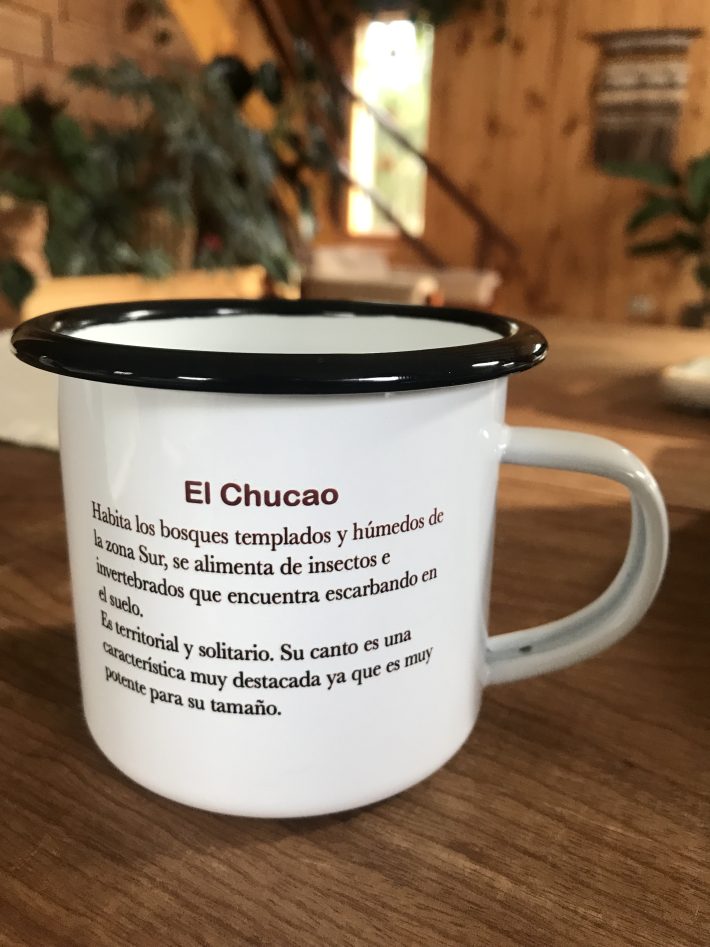 El Chucao
Habita los bosques templados y húmedos de
la zona Sur, se alimenta de insectos e
invertebrados que encuentra escarbando en
el suelo.
Es territorial y solitario. Su canto es una
característica muy destacada ya que es muy
potente para su tamaño.